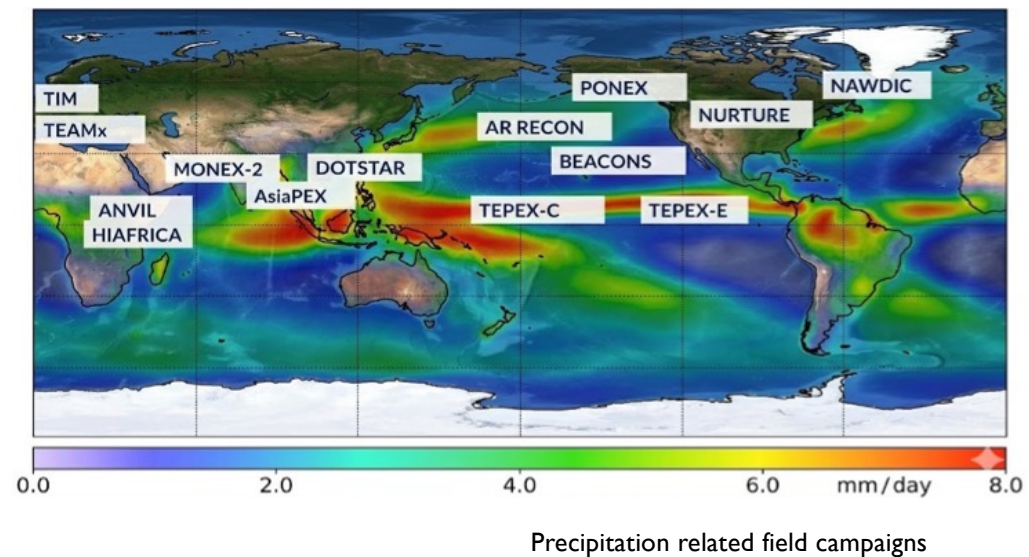 PONEX
NAWDIC
TIM
NURTURE
TEAMx
AR RECON
MONEX-2
DOTSTAR
BEACONS
AsiaPEX
ANVIL
HIAFRICA
TEPEX-C
TEPEX-E
0.0 2.0 4.0 6.0 mm/day 8.0
Precipitation related field campaigns